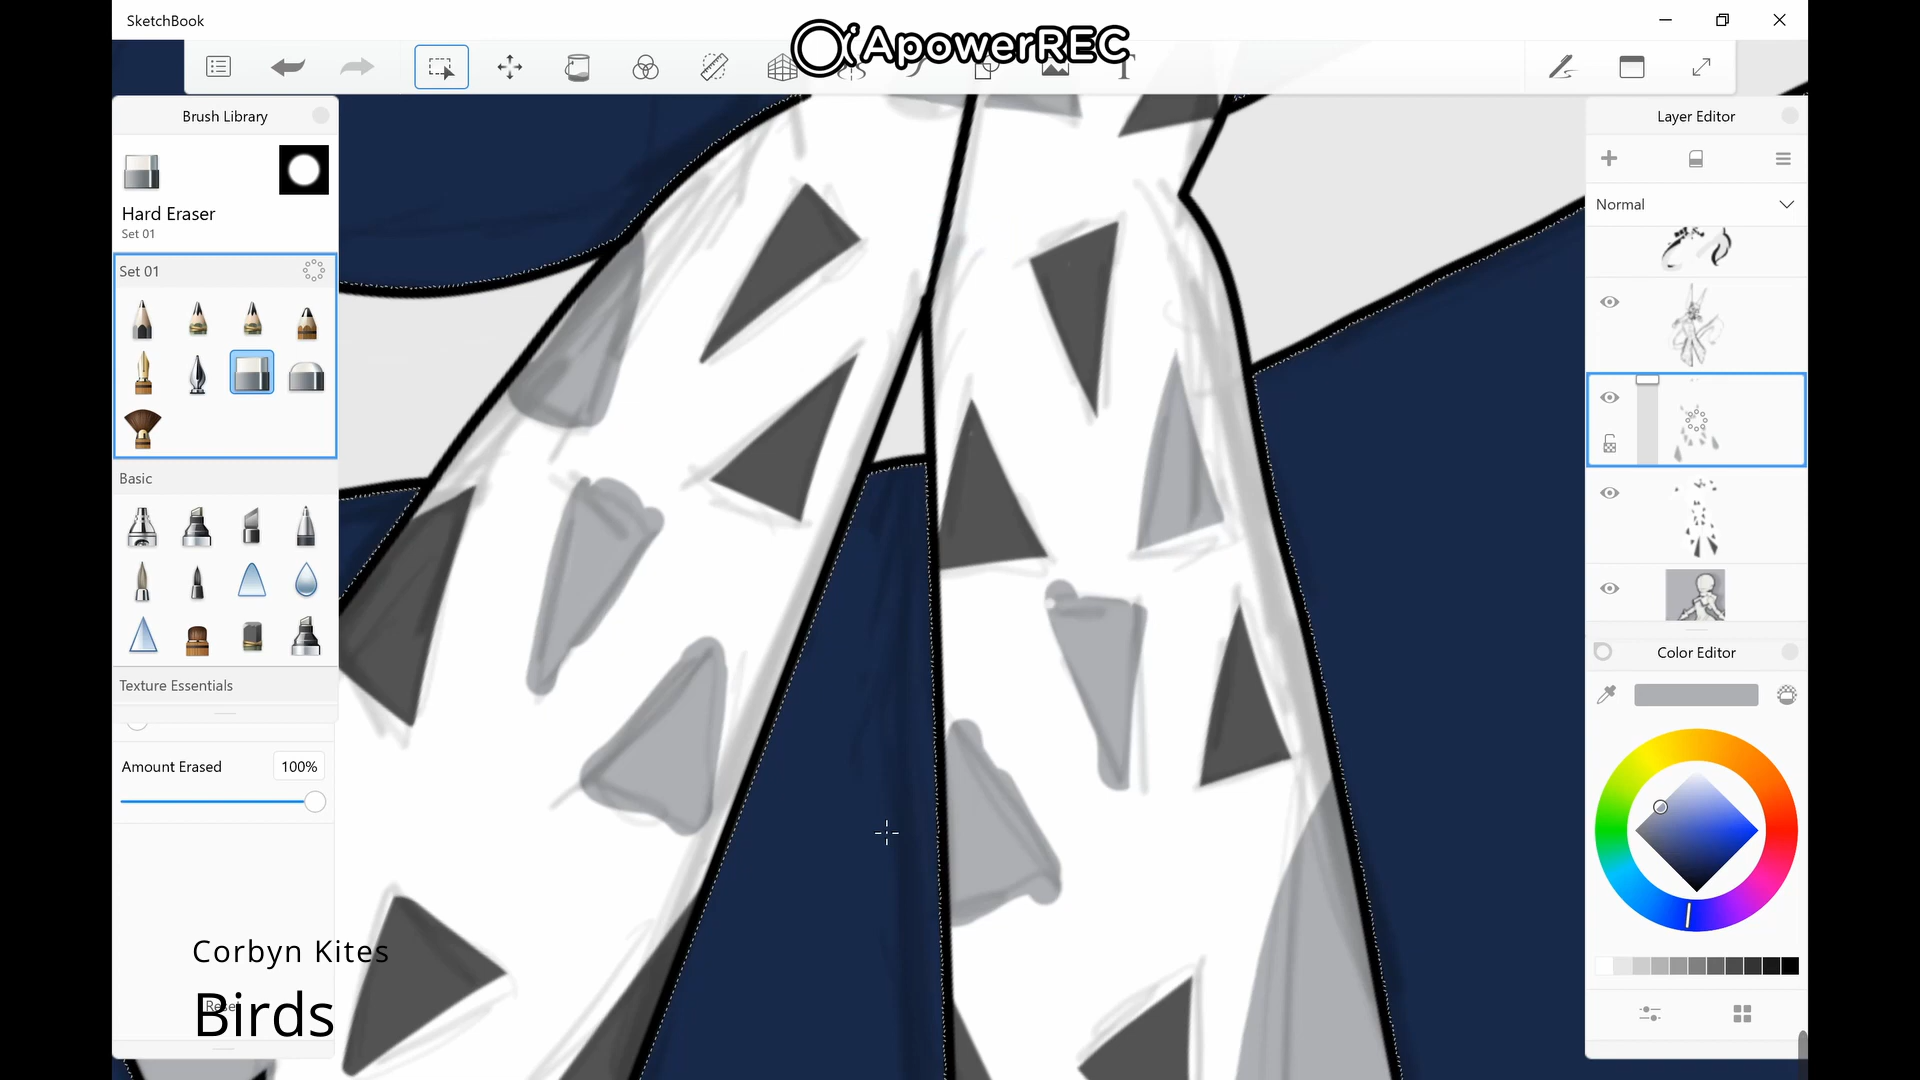 SketchBook
ApowerREC
T
Brush Library
Hard Eraser
Set 01
Set 01
Basic
Texture Essentials
Amount Erased 100%
Reset
Corbyn Kites
Birds
Layer Editor
Normal
Color Editor